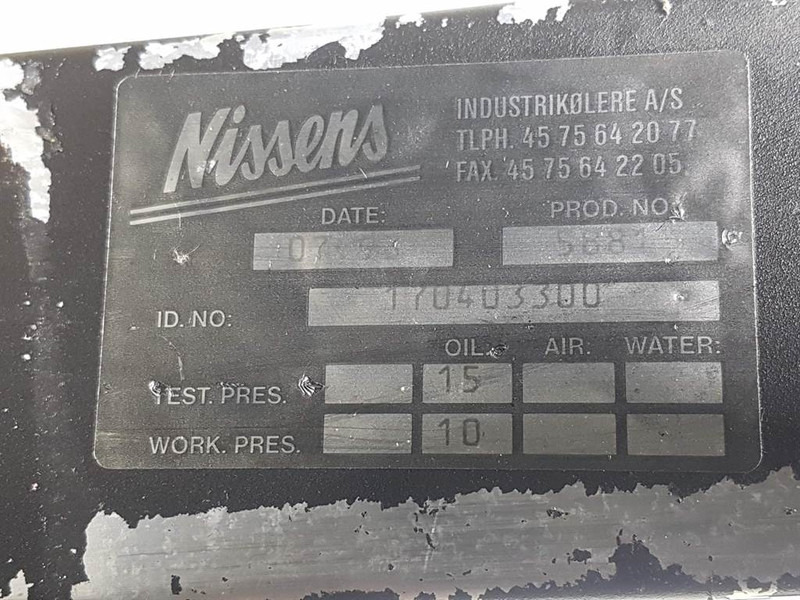 Nissens
INDUSTRIKØLERE A/S
TLPH. 45 75 64 20 77
FAX. 45 75 64 22 05
DATE:
PROD. NO.
ID. NO: 170403300
OIL: AIR: WATER:
TEST. PRES. 15
WORK. PRES. 10